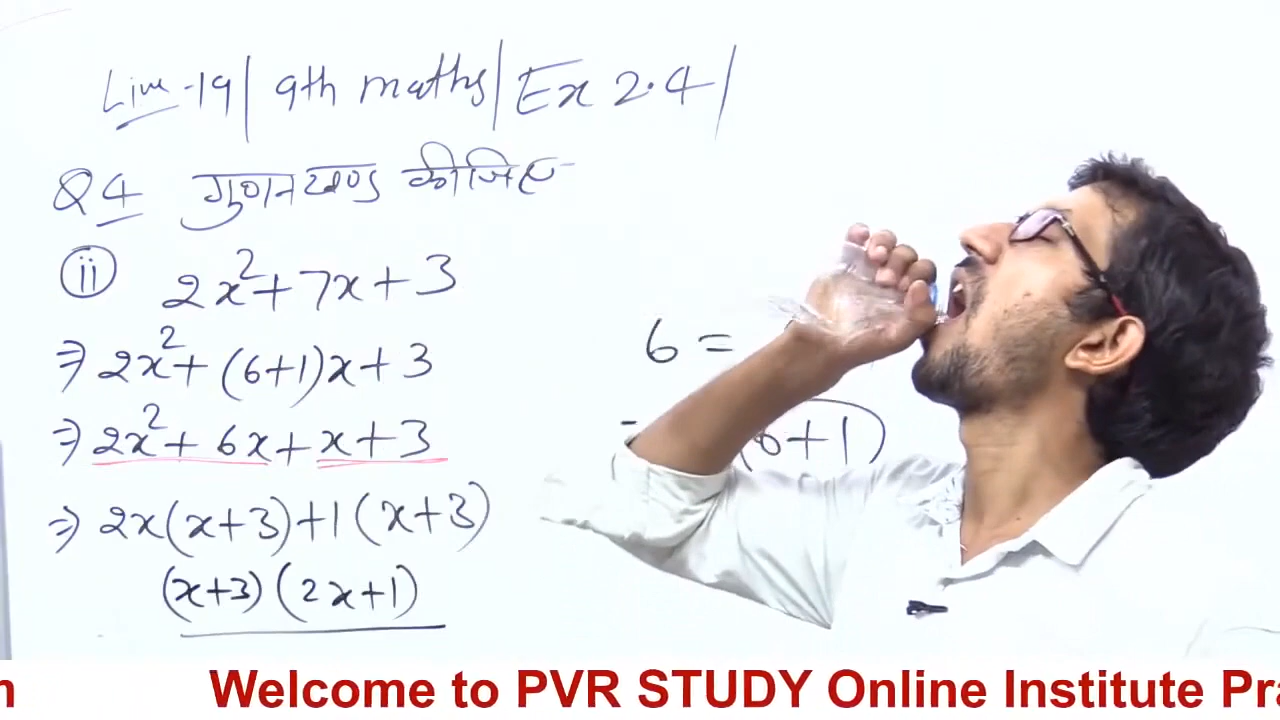 Live-19 | 9th maths | Ex 2.4 |
Q4 गुणनखण्ड कीजिए
(ii) 2x² + 7x + 3
⇒ 2x² + (6+1)x + 3
⇒ 2x² + 6x + x + 3
⇒ 2x(x+3) + 1(x+3)
(x+3)(2x+1)
6 =
6+1)
Welcome to PVR STUDY Online Institute Pra